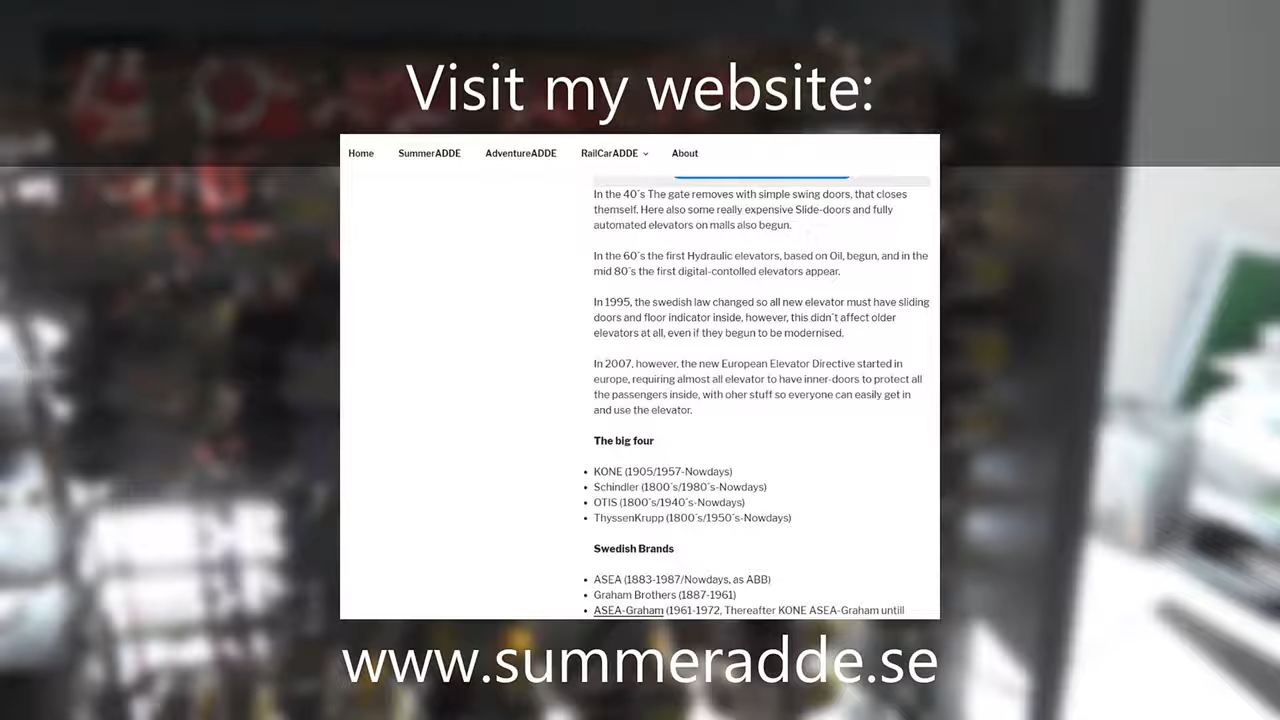 Visit my website:
Home SummerADDE AdventureADDE RailCarADDE About
In the 40´s The gate removes with simple swing doors, that closes
themself. Here also some really expensive Slide-doors and fully
automated elevators on malls also begun.
In the 60´s the first Hydraulic elevators, based on Oil, begun, and in the
mid 80´s the first digital-contolled elevators appear.
In 1995, the swedish law changed so all new elevator must have sliding
doors and floor indicator inside, however, this didn´t affect older
elevators at all, even if they begun to be modernised.
In 2007, however, the new European Elevator Directive started in
europe, requiring almost all elevator to have inner-doors to protect all
the passengers inside, with oher stuff so everyone can easily get in
and use the elevator.
The big four
• KONE (1905/1957-Nowdays)
• Schindler (1800´s/1980´s-Nowdays)
• OTIS (1800´s/1940´s-Nowdays)
• ThyssenKrupp (1800´s/1950´s-Nowdays)
Swedish Brands
• ASEA (1883-1987/Nowdays, as ABB)
• Graham Brothers (1887-1961)
• ASEA-Graham (1961-1972, Thereafter KONE ASEA-Graham untill
www.summeradde.se